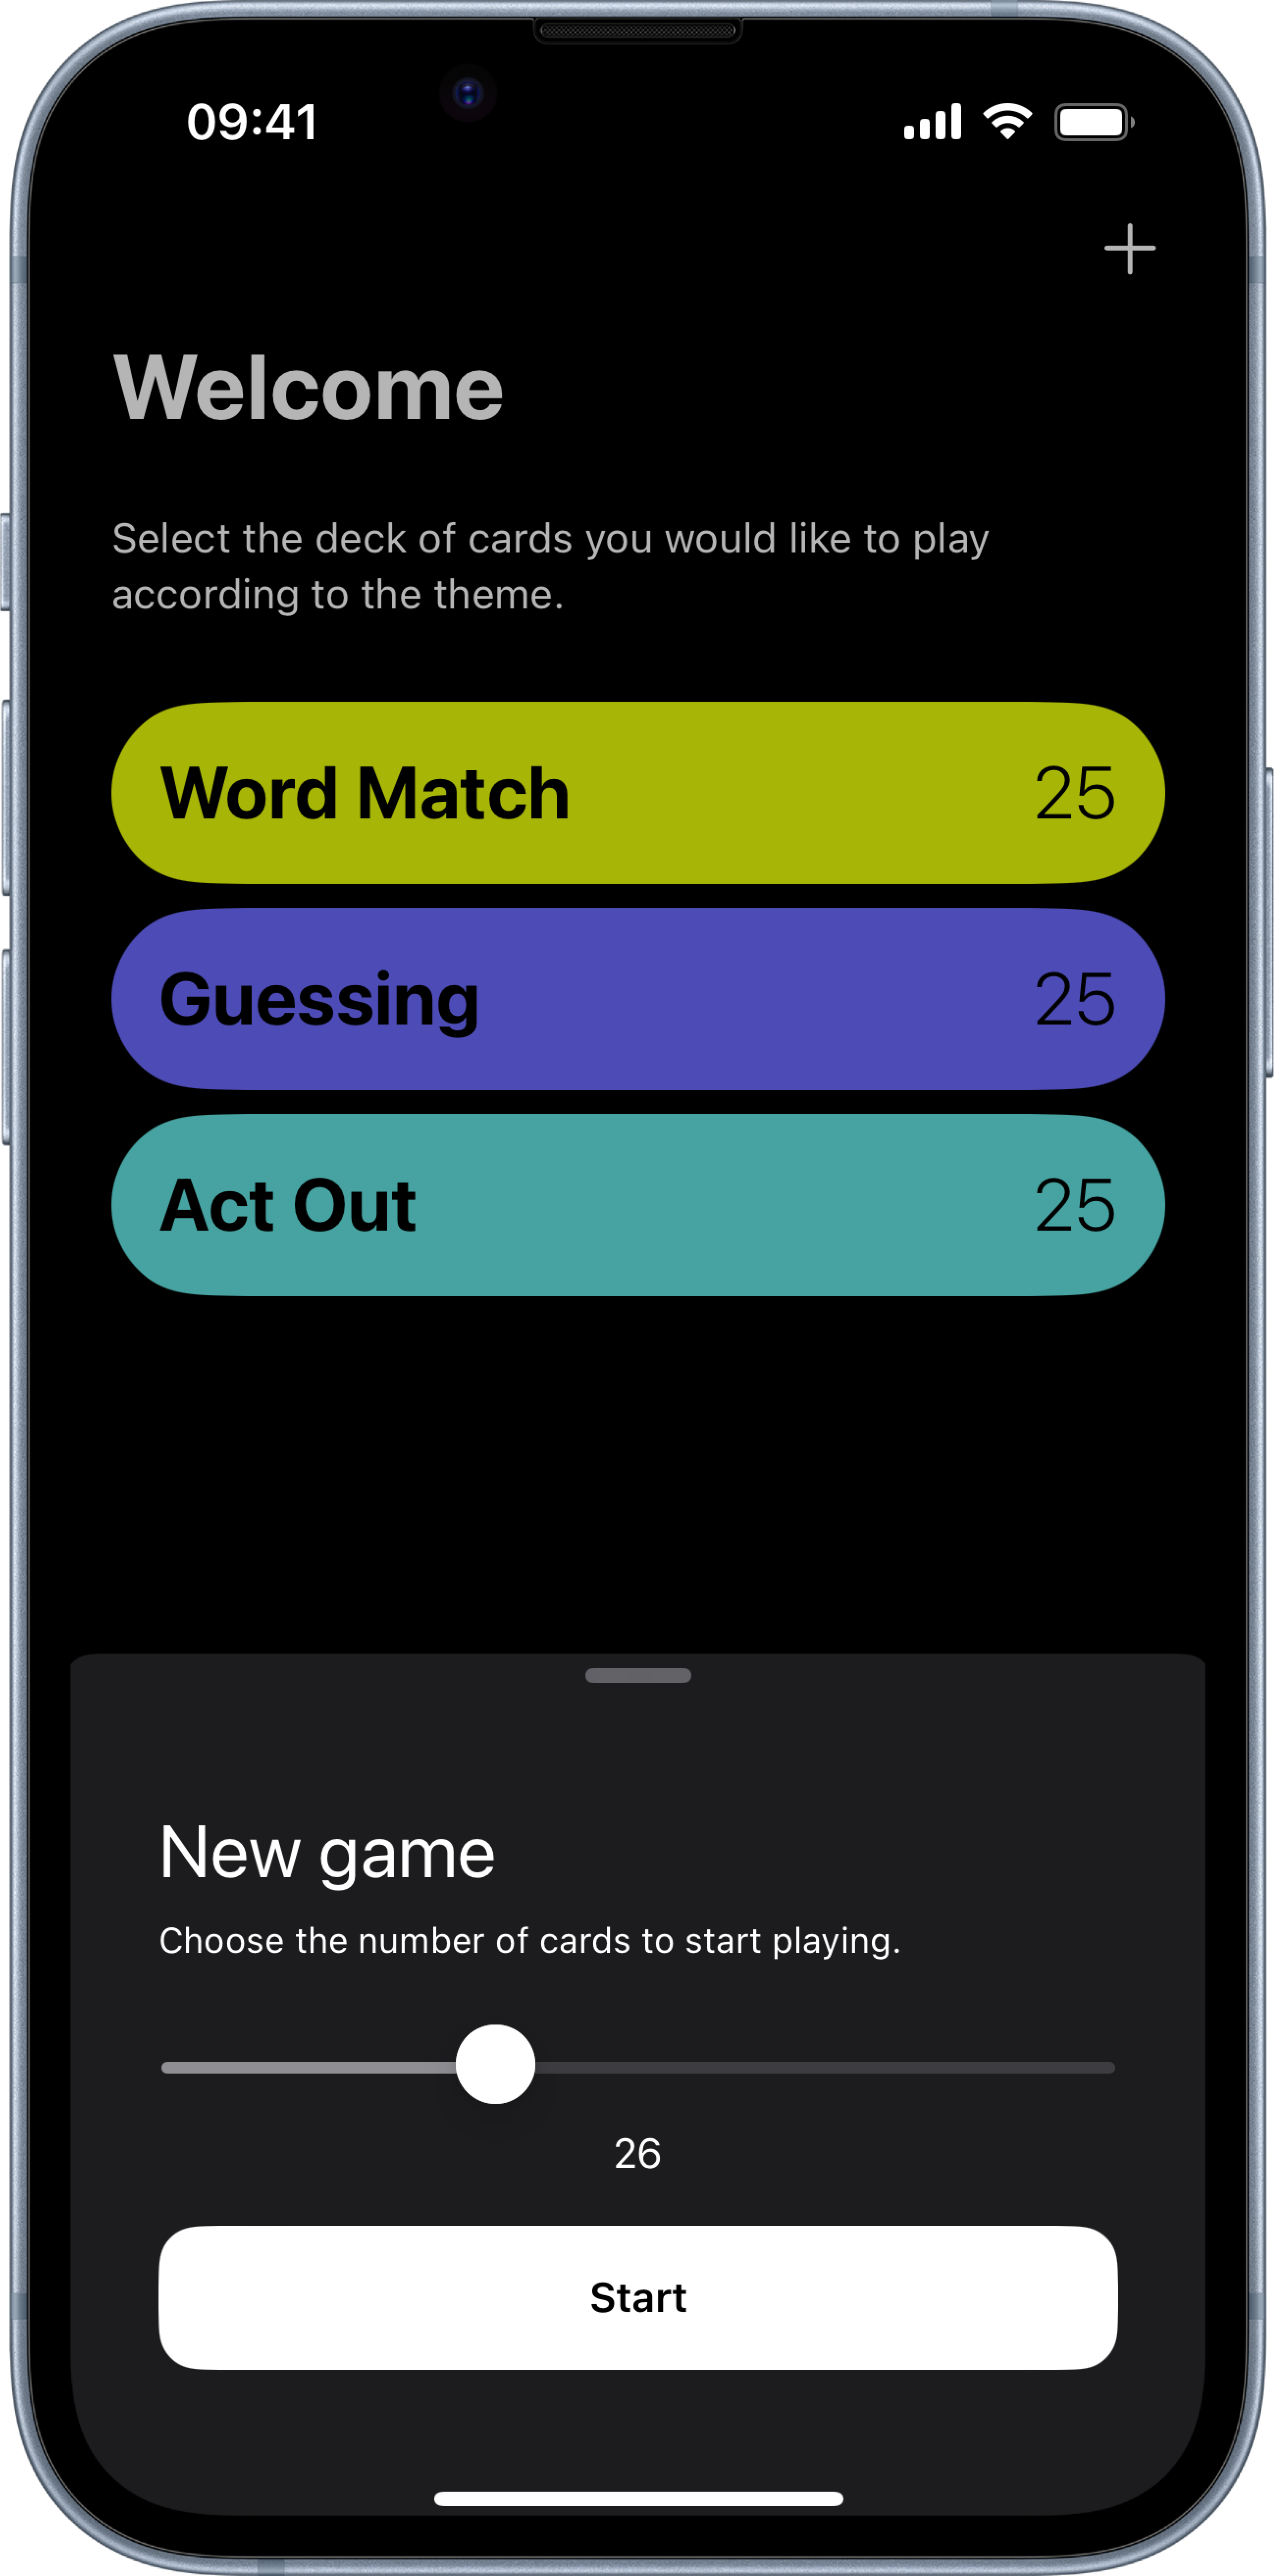 09:41
Welcome
Select the deck of cards you would like to play
according to the theme.
Word Match 25
Guessing 25
Act Out 25
New game
Choose the number of cards to start playing.
26
Start